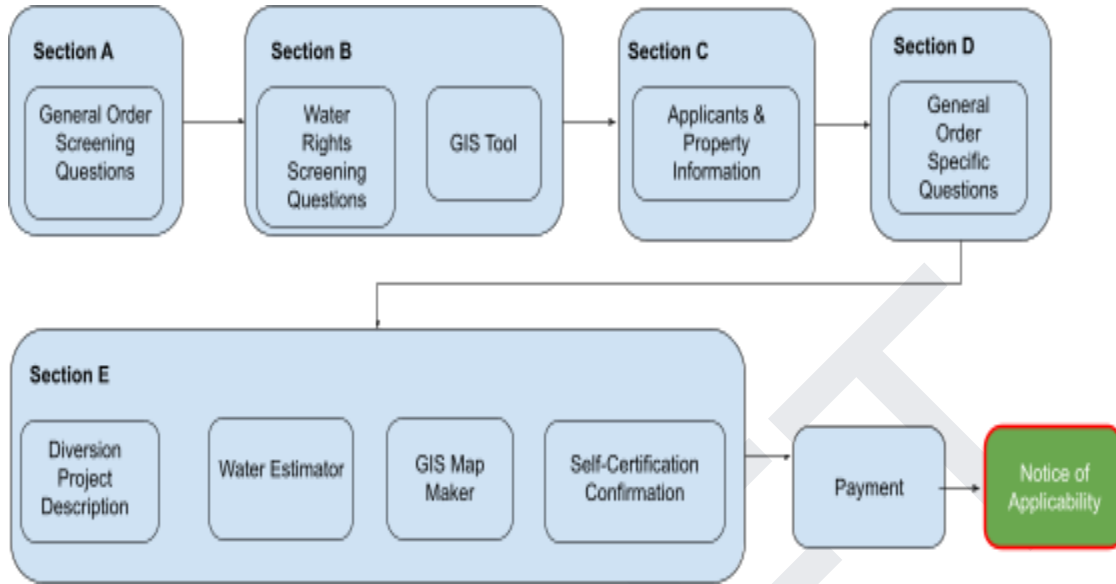 Section A
General Order
Screening
Questions
Section B
Water
Rights
Screening
Questions
GIS Tool
Section C
Applicants &
Property
Information
Section D
General
Order
Specific
Questions
Section E
Diversion
Project
Description
Water Estimator
GIS Map
Maker
Self-Certification
Confirmation
Payment
Notice of
Applicability